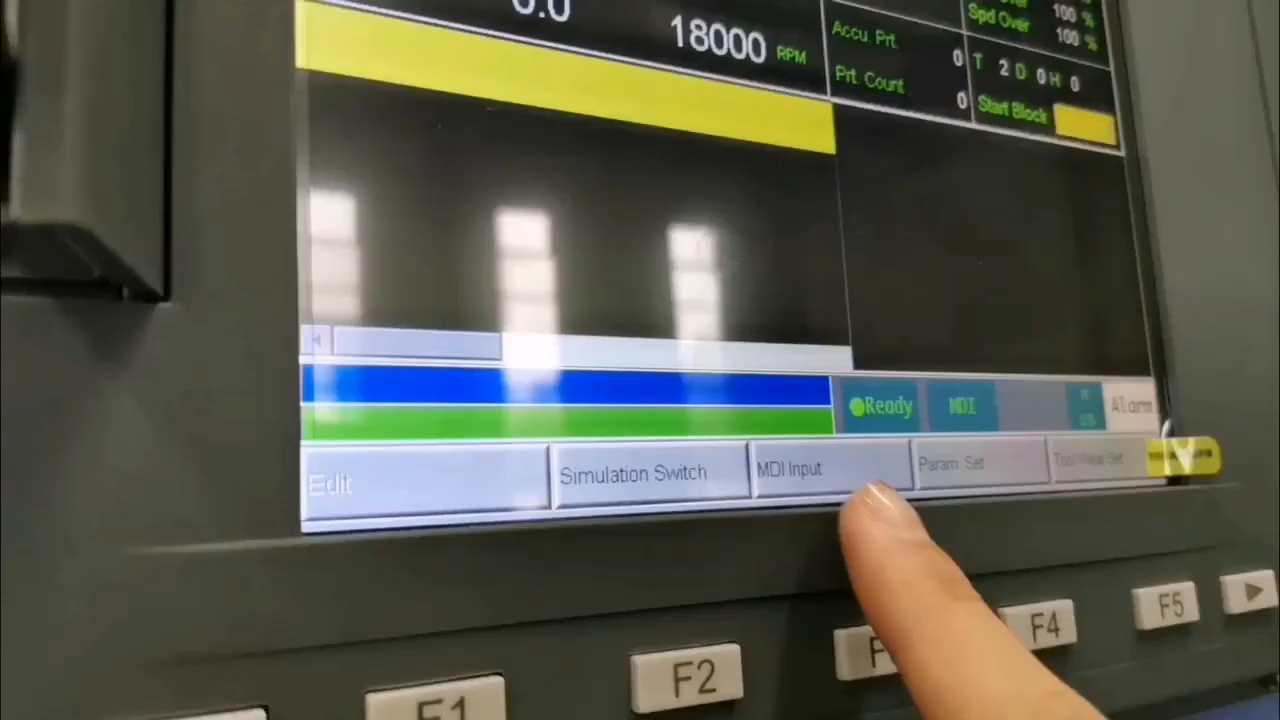 0.0
18000 RPM
100 %
Spd Over
100 %
Accu. Prt. 0
Prt. Count 0
T 2 D 0 H 0
Start Block
Ready
MDI
Alarm
Edit
Simulation Switch
MDI Input
Param Set
Tool Wear Set
F1
F2
F
F4
F5